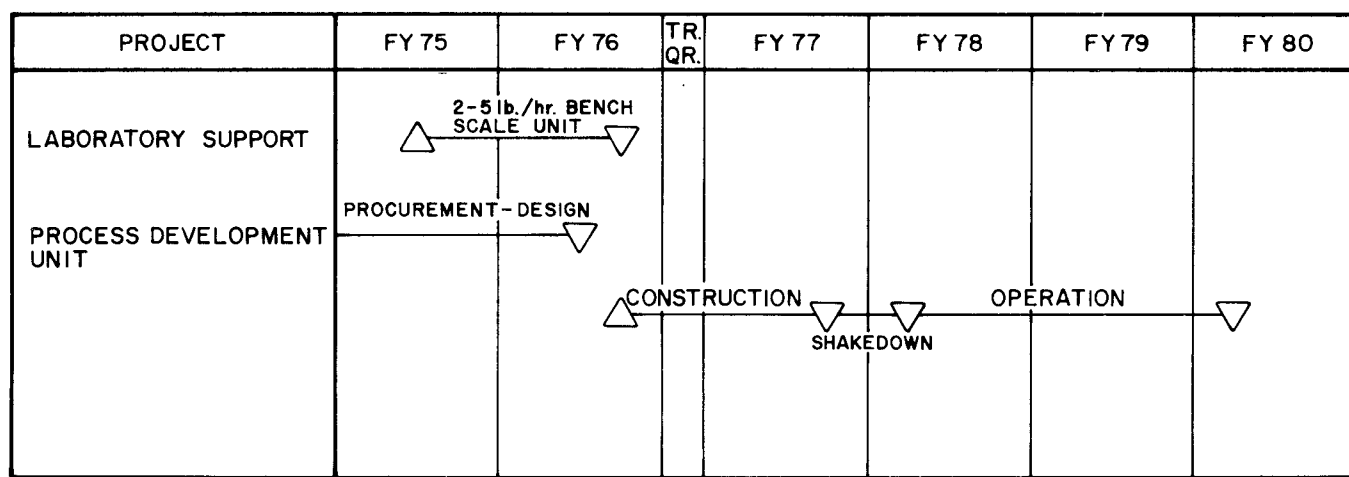 PROJECT
FY 75
FY 76
TR.
QR.
FY 77
FY 78
FY 79
FY 80
2-5 lb./hr. BENCH
SCALE UNIT
LABORATORY SUPPORT
PROCUREMENT-DESIGN
PROCESS DEVELOPMENT
UNIT
CONSTRUCTION
OPERATION
SHAKEDOWN